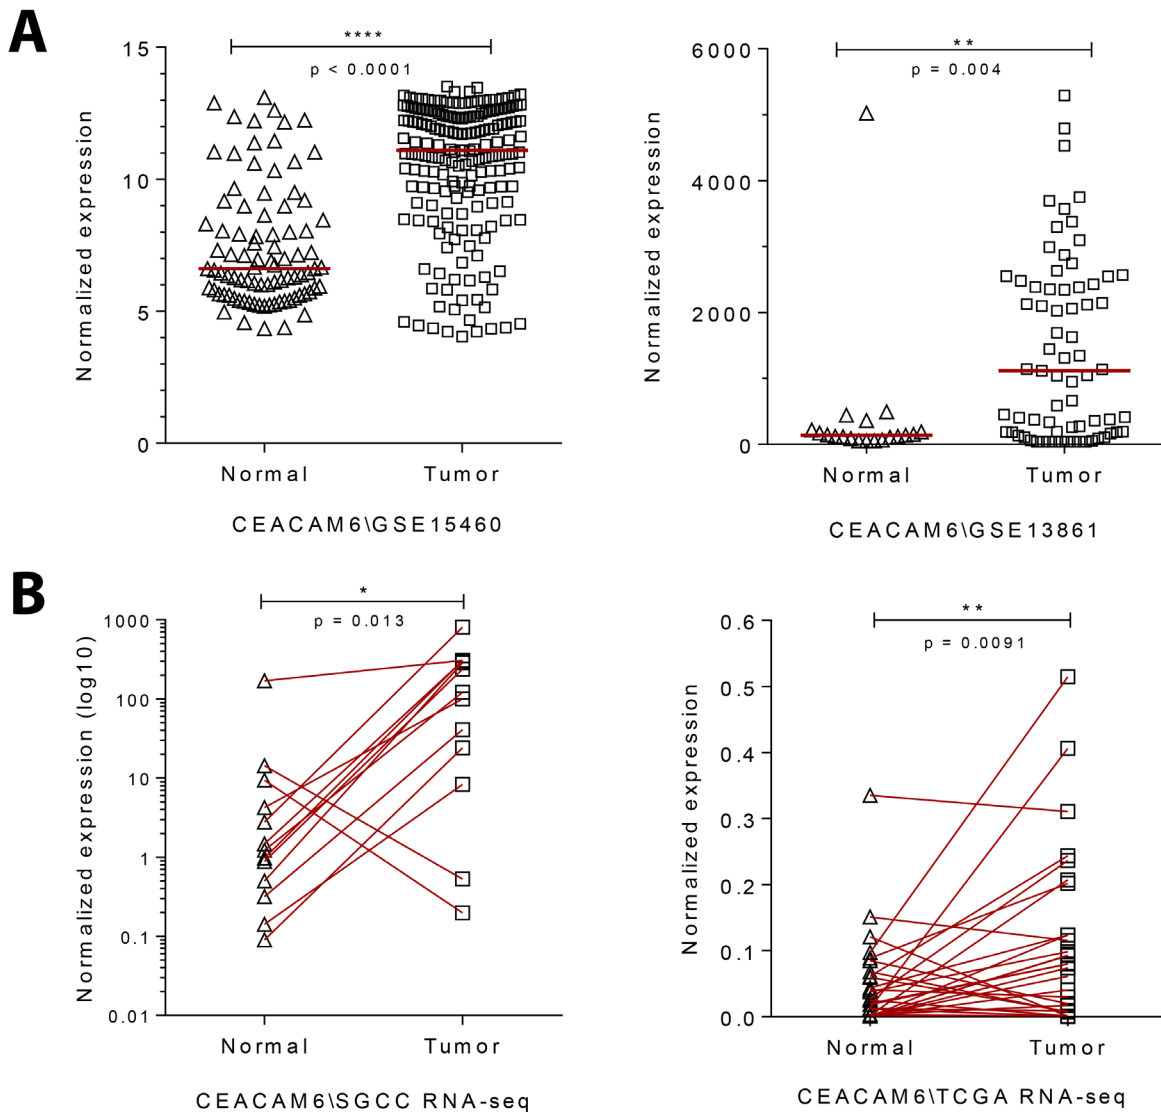 A
****
p < 0.0001
15
10
5
0
Normalized expression
Normal
Tumor
CEACAM6\GSE15460
**
p = 0.004
6000
4000
2000
0
Normalized expression
Normal
Tumor
CEACAM6\GSE13861
B
*
p = 0.013
1000
100
10
1
0.1
0.01
Normalized expression (log10)
Normal
Tumor
CEACAM6\SGCC RNA-seq
**
p = 0.0091
0.6
0.5
0.4
0.3
0.2
0.1
0.0
Normalized expression
Normal
Tumor
CEACAM6\TCGA RNA-seq